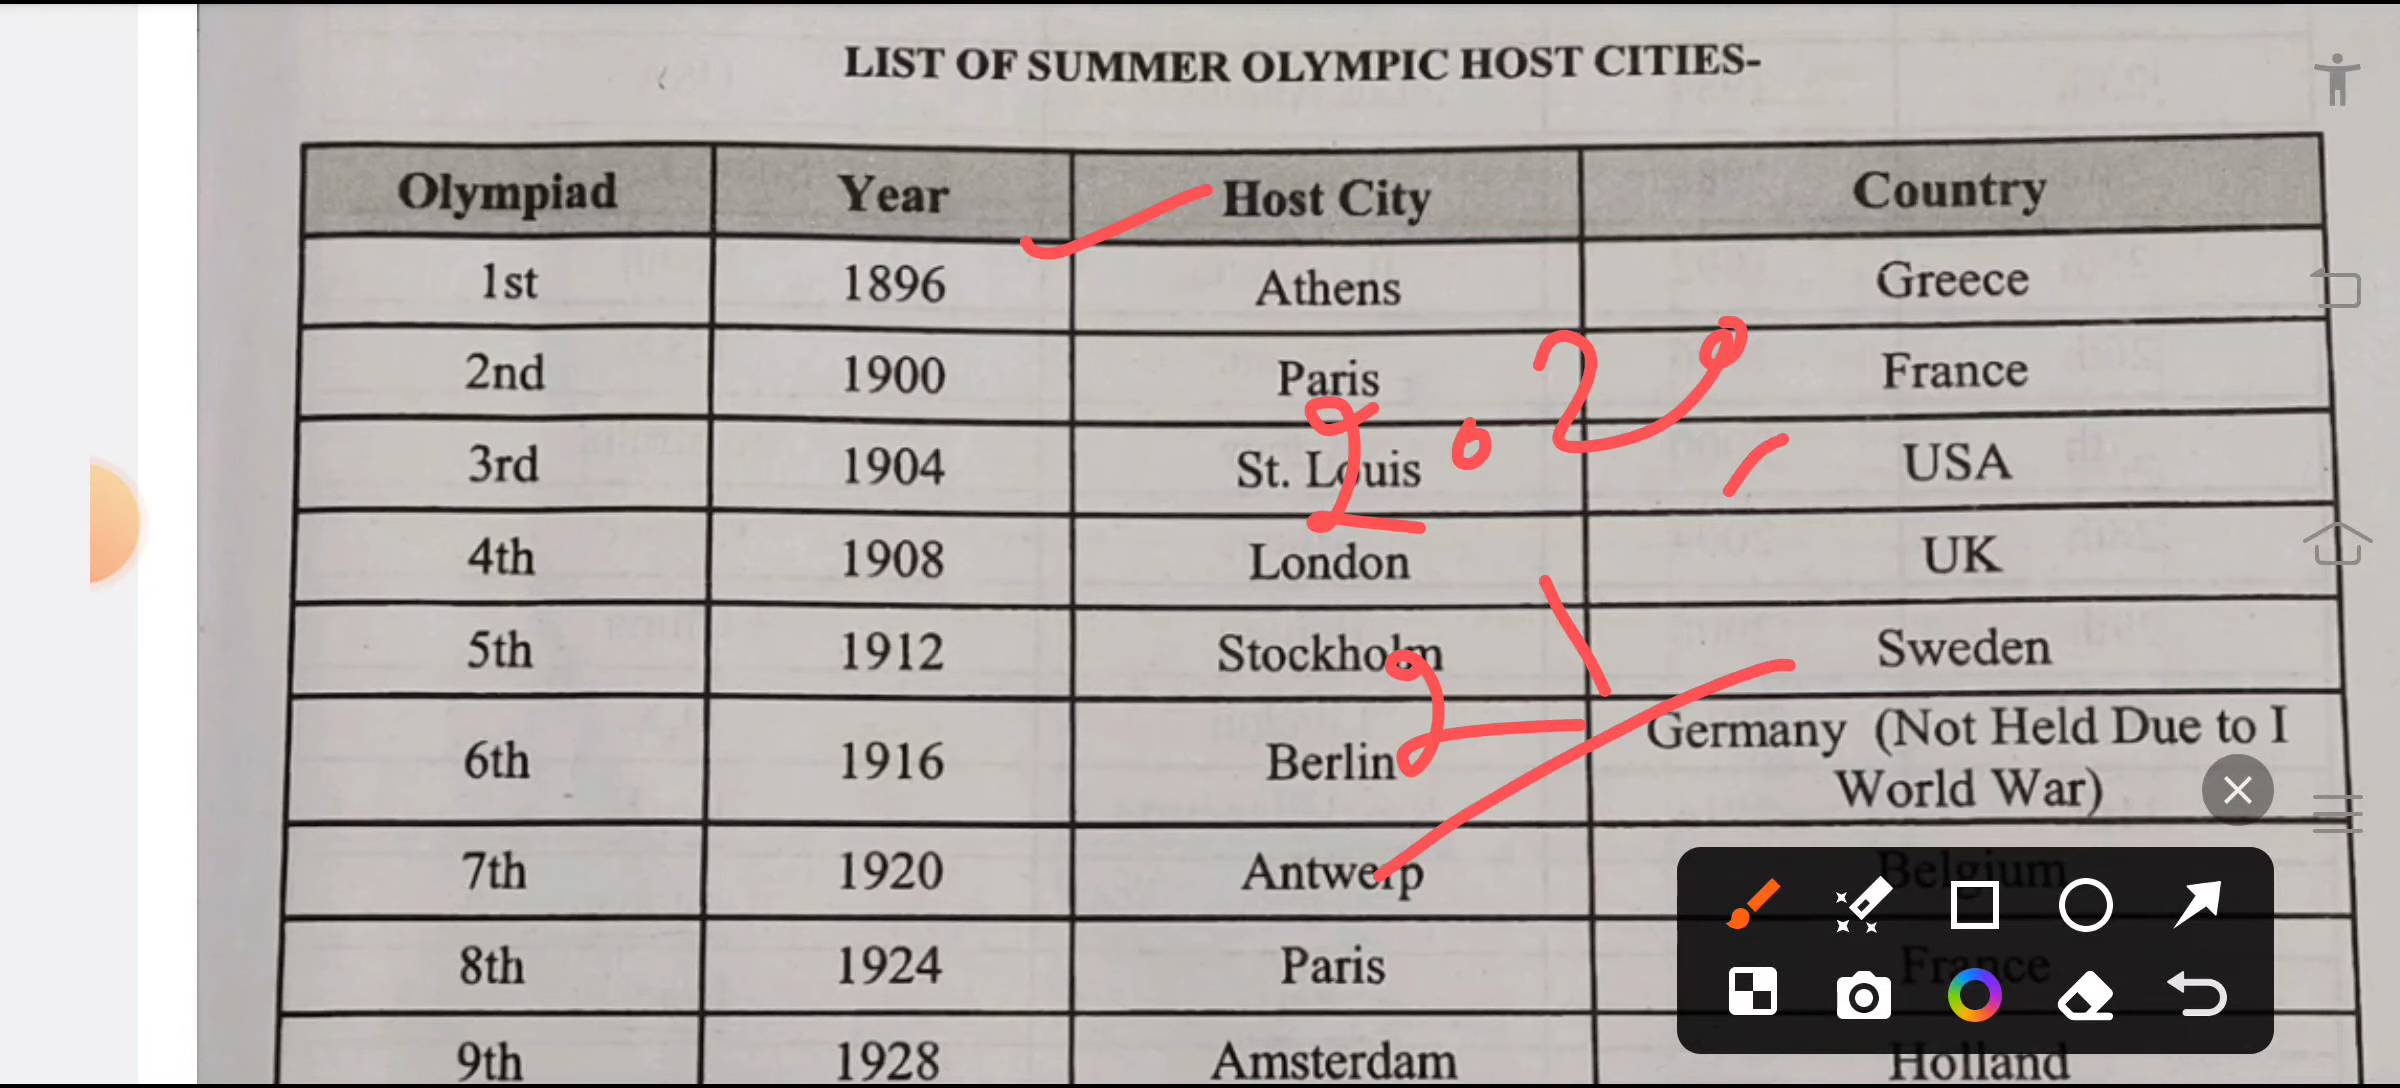 LIST OF SUMMER OLYMPIC HOST CITIES-
Olympiad Year Host City Country
1st 1896 Athens Greece
2nd 1900 Paris France
3rd 1904 St. Louis USA
4th 1908 London UK
5th 1912 Stockholm Sweden
6th 1916 Berlin Germany (Not Held Due to I
World War)
7th 1920 Antwerp Belgium
8th 1924 Paris France
9th 1928 Amsterdam Holland